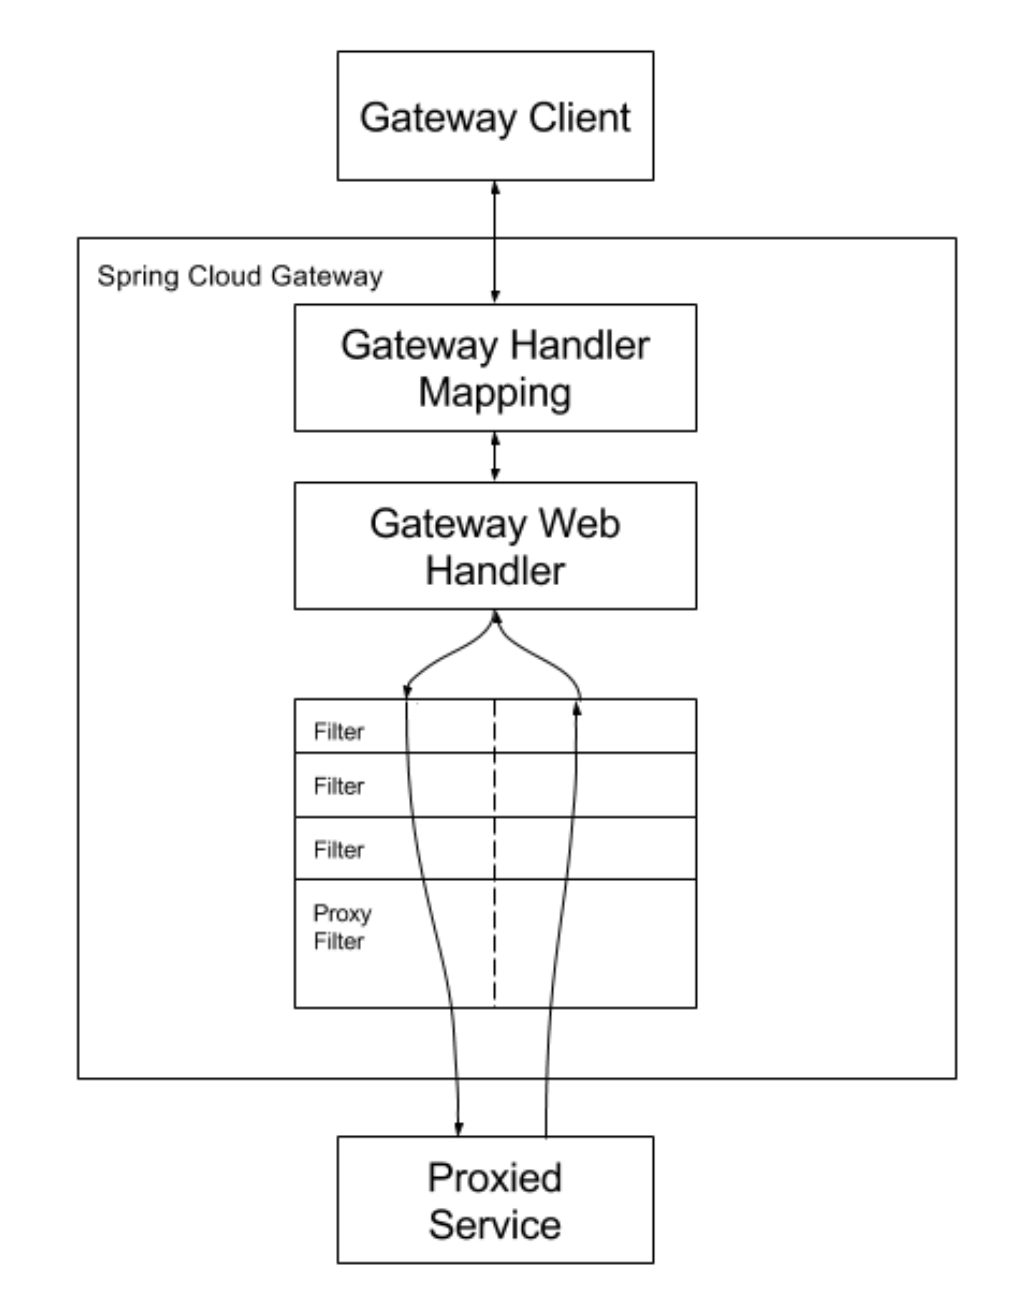 Gateway Client
Spring Cloud Gateway
Gateway Handler
Mapping
Gateway Web
Handler
Filter
Filter
Filter
Proxy
Filter
Proxied
Service